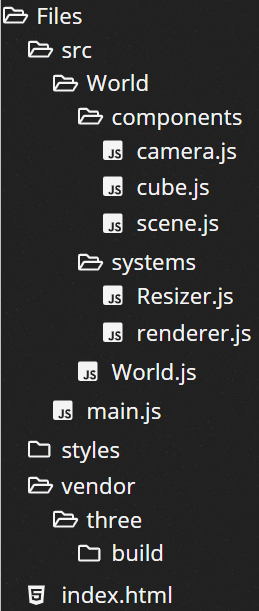 Files
src
World
components
JS camera.js
JS cube.js
JS scene.js
systems
JS Resizer.js
JS renderer.js
JS World.js
JS main.js
styles
vendor
three
build
5 index.html